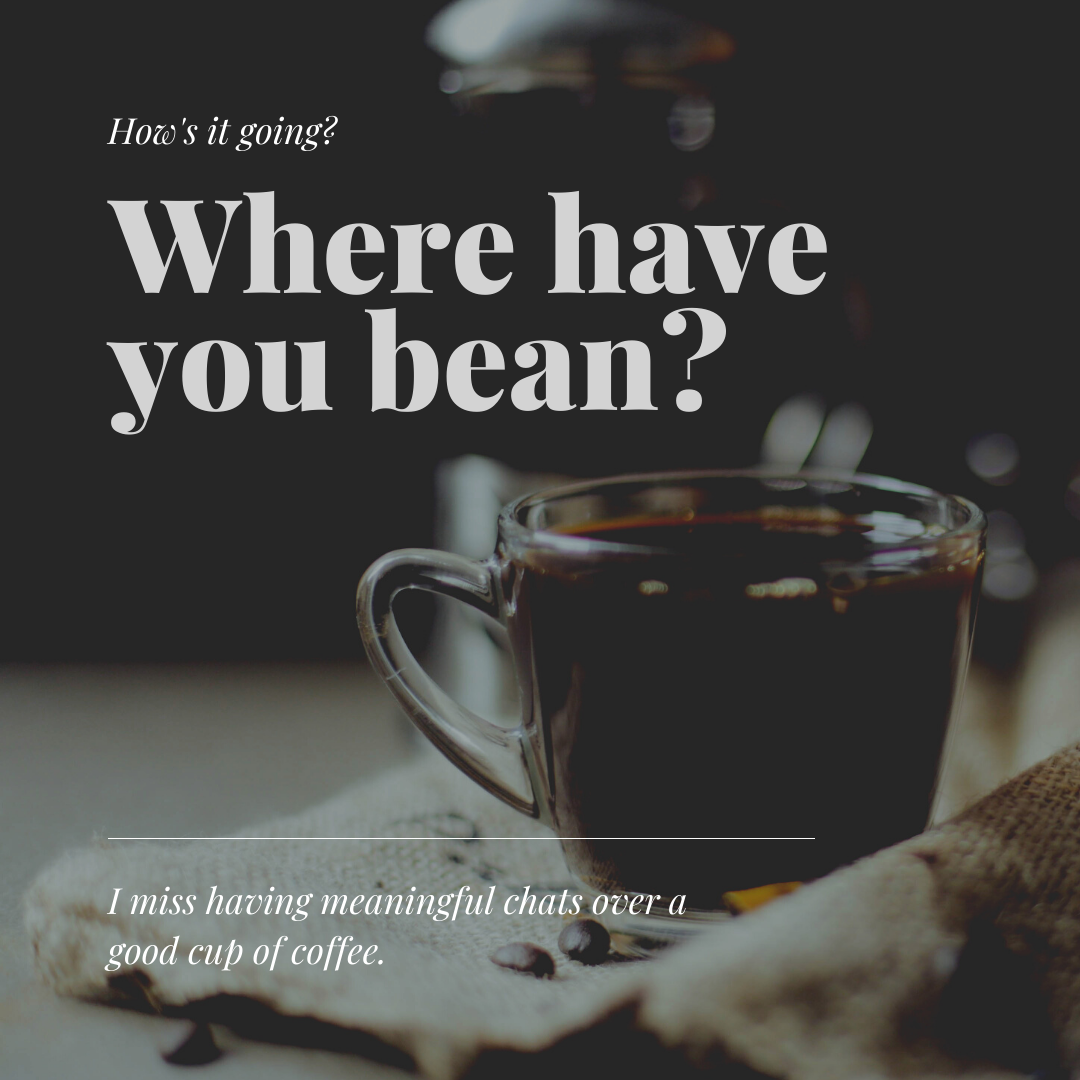 How's it going?
Where have
you bean?
I miss having meaningful chats over a
good cup of coffee.